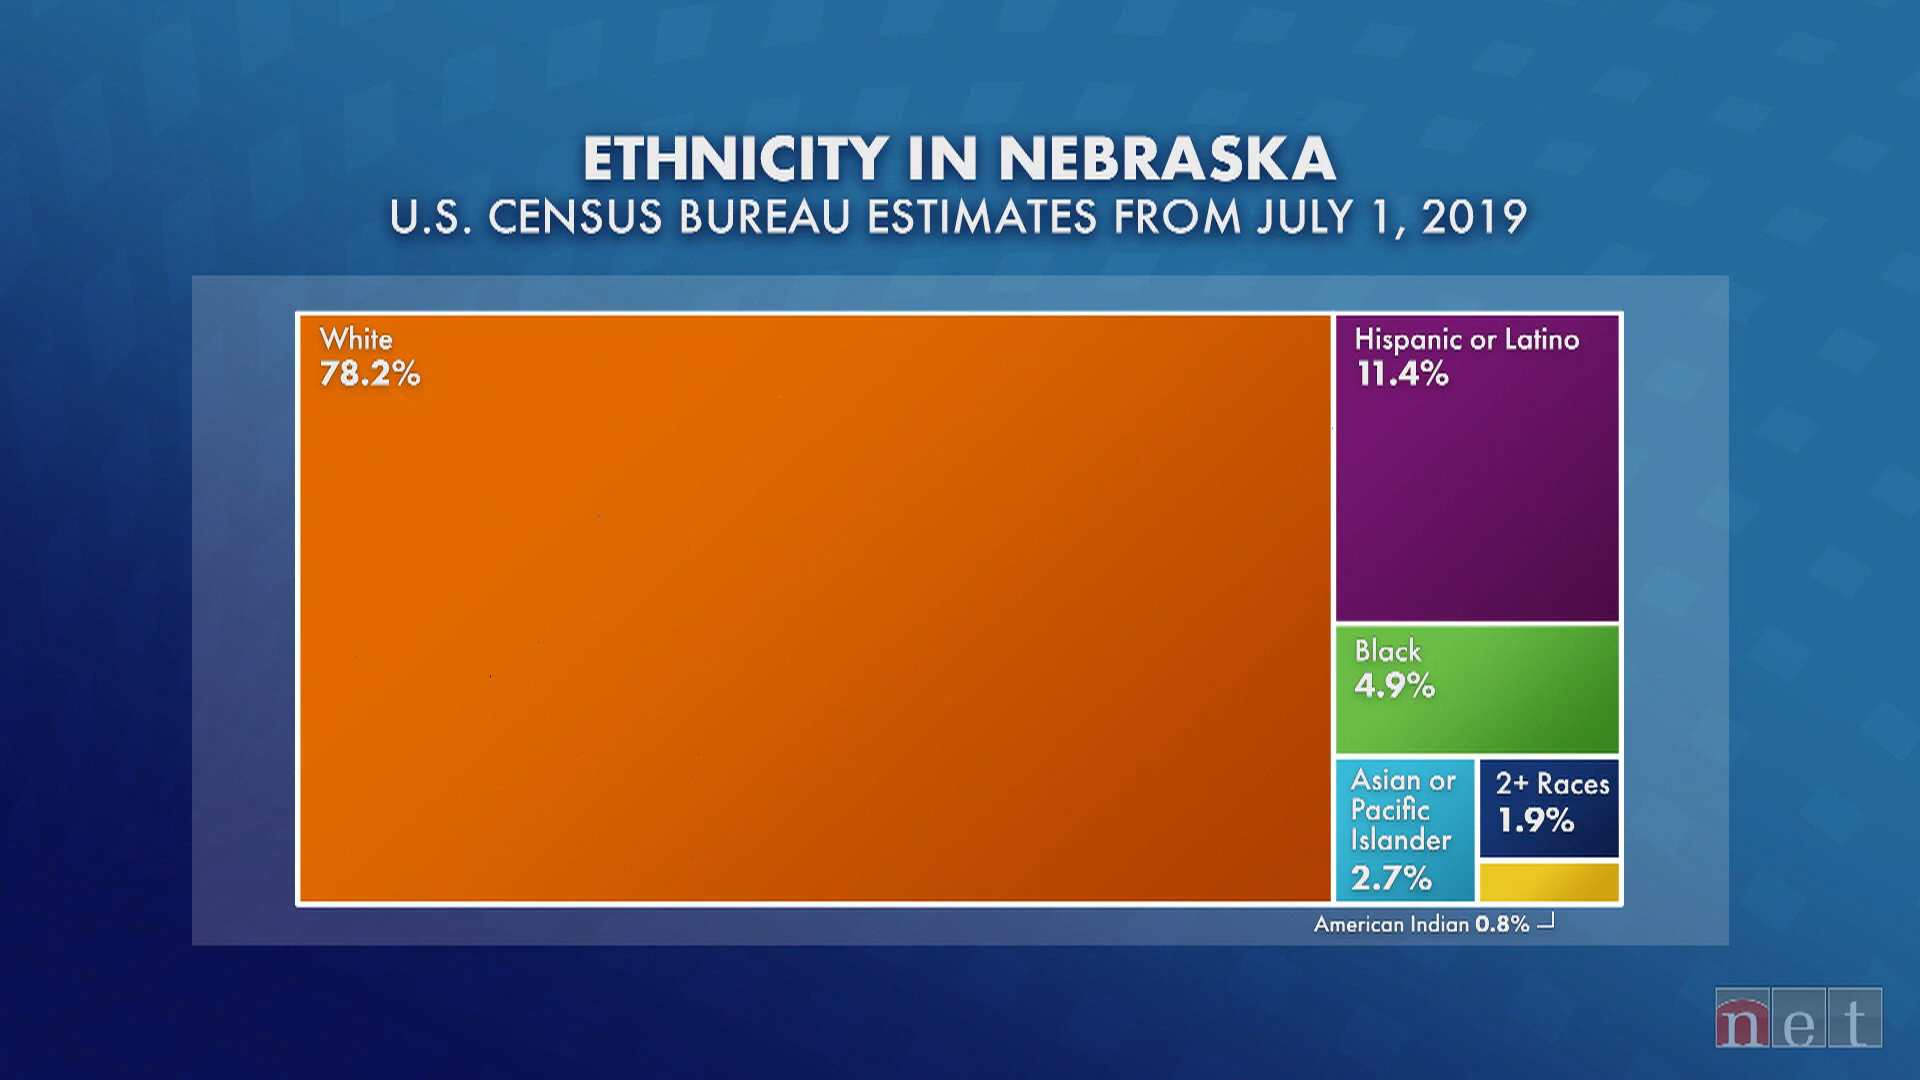 ETHNICITY IN NEBRASKA
U.S. CENSUS BUREAU ESTIMATES FROM JULY 1, 2019
White
78.2%
Hispanic or Latino
11.4%
Black
4.9%
Asian or
Pacific
Islander
2.7%
2+ Races
1.9%
American Indian 0.8%
net